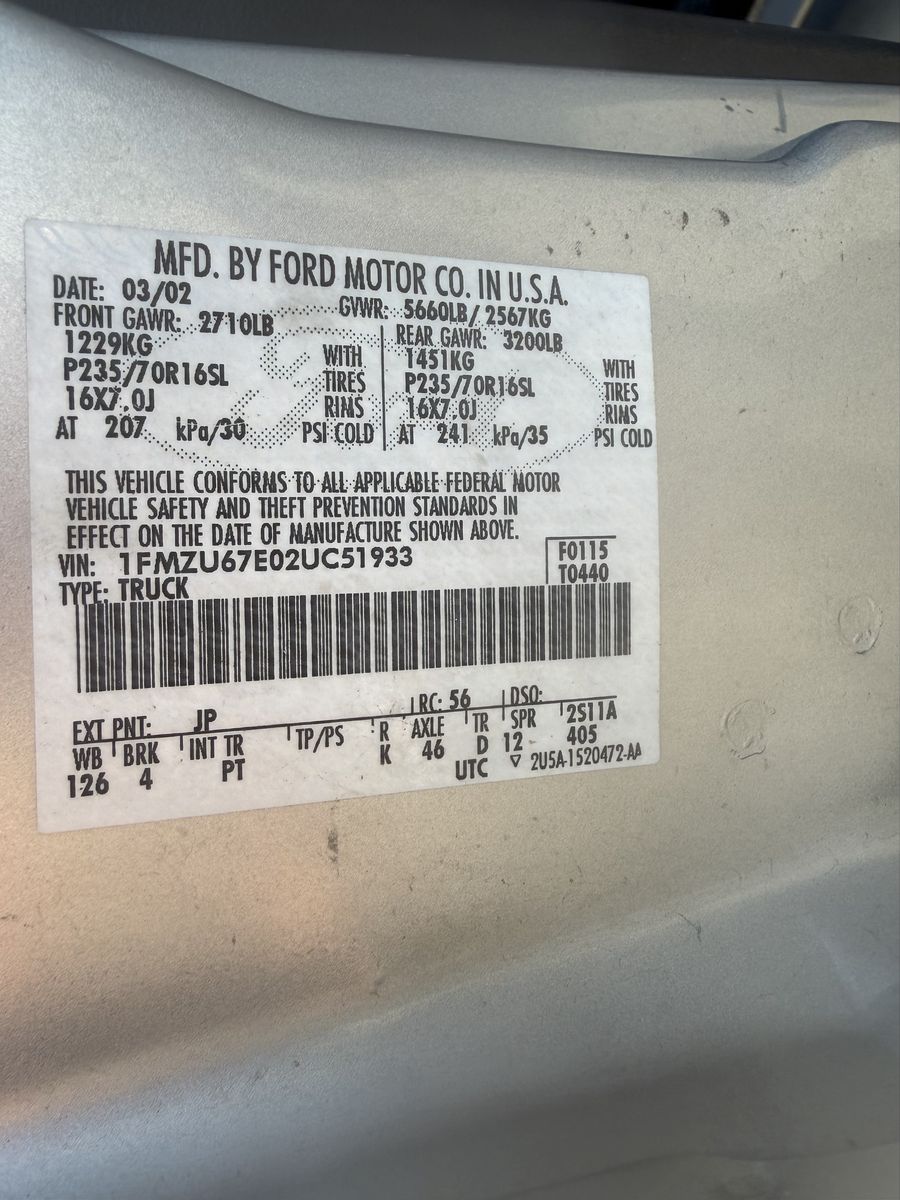 MFD. BY FORD MOTOR CO. IN U.S.A.
DATE: 03/02 GVWR: 5660LB/ 2567KG
FRONT GAWR: 2710LB REAR GAWR: 3200LB
1229KG WITH 1451KG WITH
P235/70R16SL TIRES P235/70R16SL TIRES
16X7.0J RIMS 16X7.0J RIMS
AT 207 kPa/30 PSI COLD AT 241 kPa/35 PSI COLD
THIS VEHICLE CONFORMS TO ALL APPLICABLE FEDERAL MOTOR
VEHICLE SAFETY AND THEFT PREVENTION STANDARDS IN
EFFECT ON THE DATE OF MANUFACTURE SHOWN ABOVE.
VIN: 1FMZU67E02UC51933 F0115
TYPE: TRUCK T0440
EXT PNT: JP RC: 56 DSO:
WB BRK INT TR TP/PS R AXLE TR SPR 2S11A
126 4 PT K 46 D 12 405
UTC ▽ 2U5A-1520472-AA